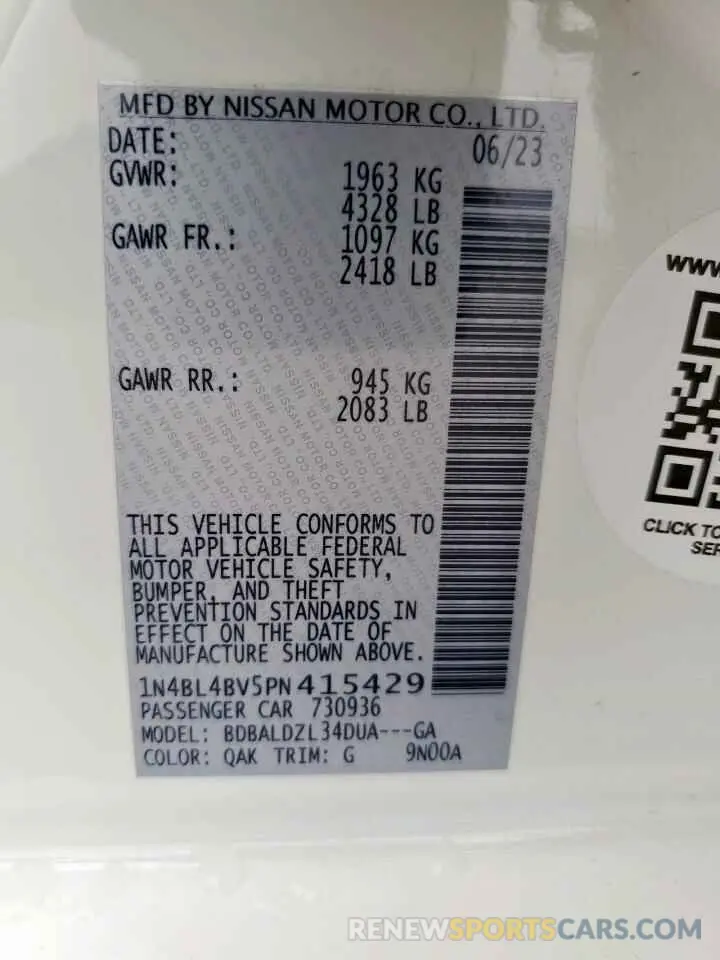 MFD BY NISSAN MOTOR CO., LTD.
DATE: 06/23
GVWR: 1963 KG
4328 LB
GAWR FR.: 1097 KG
2418 LB
GAWR RR.: 945 KG
2083 LB
THIS VEHICLE CONFORMS TO
ALL APPLICABLE FEDERAL
MOTOR VEHICLE SAFETY,
BUMPER, AND THEFT
PREVENTION STANDARDS IN
EFFECT ON THE DATE OF
MANUFACTURE SHOWN ABOVE.
1N4BL4BV5PN415429
PASSENGER CAR 730936
MODEL: BDBALDZL34DUA---GA
COLOR: QAK TRIM: G 9N00A
www.
CLICK TO
SER
RENEWSPORTSCARS.COM